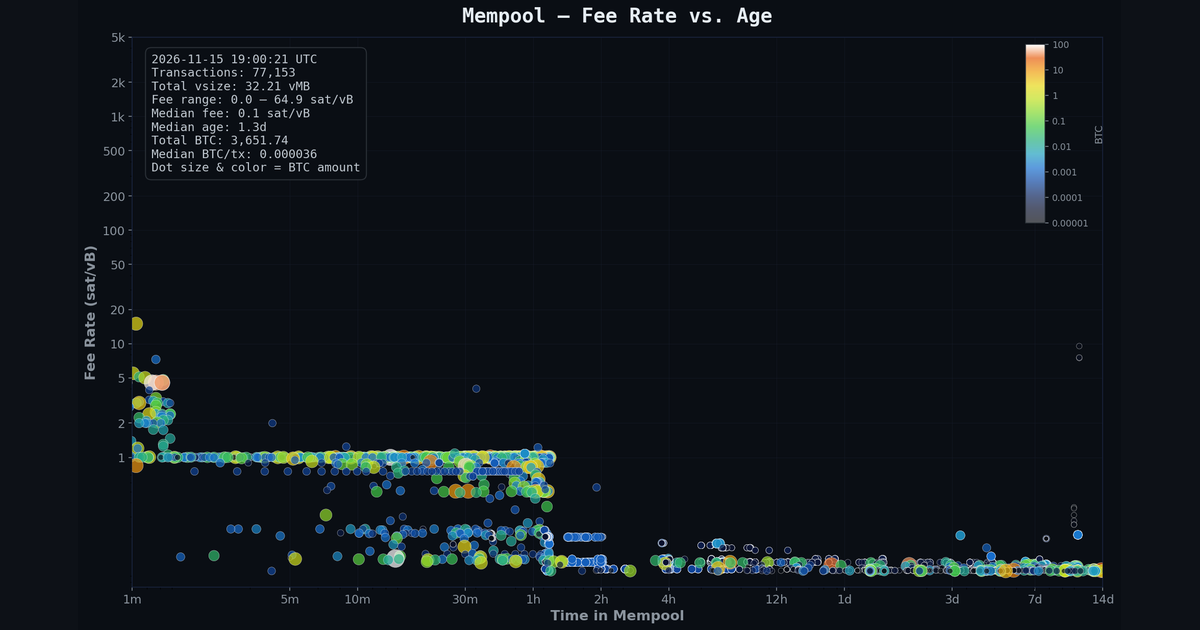 Mempool — Fee Rate vs. Age
2026-11-15 19:00:21 UTC
Transactions: 77,153
Total vsize: 32.21 vMB
Fee range: 0.0 – 64.9 sat/vB
Median fee: 0.1 sat/vB
Median age: 1.3d
Total BTC: 3,651.74
Median BTC/tx: 0.000036
Dot size & color = BTC amount
100
10
1
0.1
0.01
0.001
0.0001
0.00001
BTC
Fee Rate (sat/vB)
5k
2k
1k
500
200
100
50
20
10
5
2
1
1m 5m 10m 30m 1h 2h 4h 12h 1d 3d 7d 14d
Time in Mempool